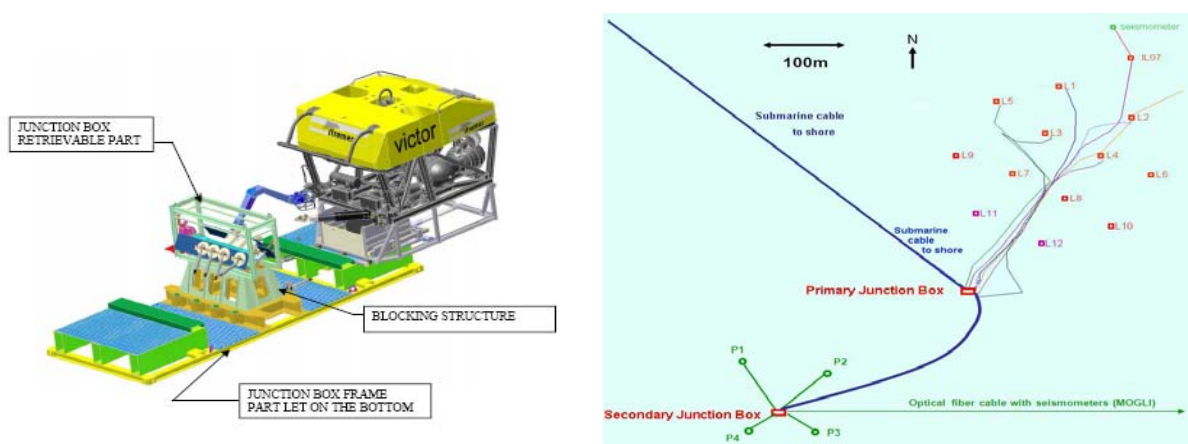 JUNCTION BOX
RETRIEVABLE PART
ifremer
victor
BLOCKING STRUCTURE
JUNCTION BOX FRAME
PART LET ON THE BOTTOM
100m
N
Seismometer
IL07
L1
L5
L2
L3
Submarine cable
to shore
L9
L4
L7
L6
L8
L11
L10
Submarine
cable
to shore
L12
Primary Junction Box
P1
P2
Optical fiber cable with seismometers (MOGLI)
Secondary Junction Box
P4
P3